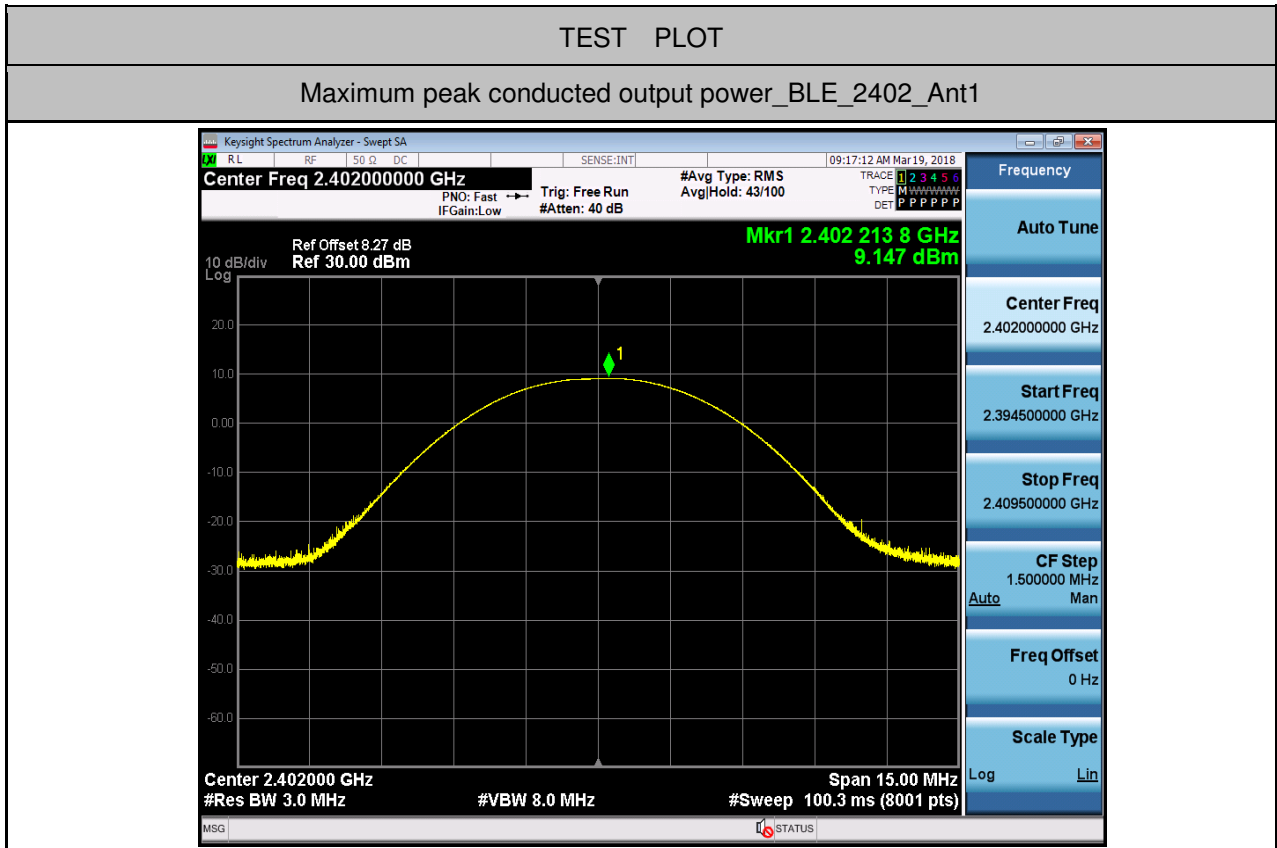 TEST PLOT
Maximum peak conducted output power_BLE_2402_Ant1
Keysight Spectrum Analyzer - Swept SA
LXI RL RF 50 Ω DC SENSE:INT 09:17:12 AM Mar 19, 2018
Center Freq 2.402000000 GHz
PNO: Fast
IFGain:Low
Trig: Free Run
#Atten: 40 dB
#Avg Type: RMS
Avg|Hold: 43/100
TRACE 1 2 3 4 5 6
TYPE M WWWWW
DET P P P P P P
Ref Offset 8.27 dB
10 dB/div Ref 30.00 dBm
Log
Mkr1 2.402 213 8 GHz
9.147 dBm
20.0
10.0
0.00
-10.0
-20.0
-30.0
-40.0
-50.0
-60.0
1
Center 2.402000 GHz Span 15.00 MHz
#Res BW 3.0 MHz #VBW 8.0 MHz #Sweep 100.3 ms (8001 pts)
MSG STATUS
Frequency
Auto Tune
Center Freq
2.402000000 GHz
Start Freq
2.394500000 GHz
Stop Freq
2.409500000 GHz
CF Step
1.500000 MHz
Auto Man
Freq Offset
0 Hz
Scale Type
Log Lin